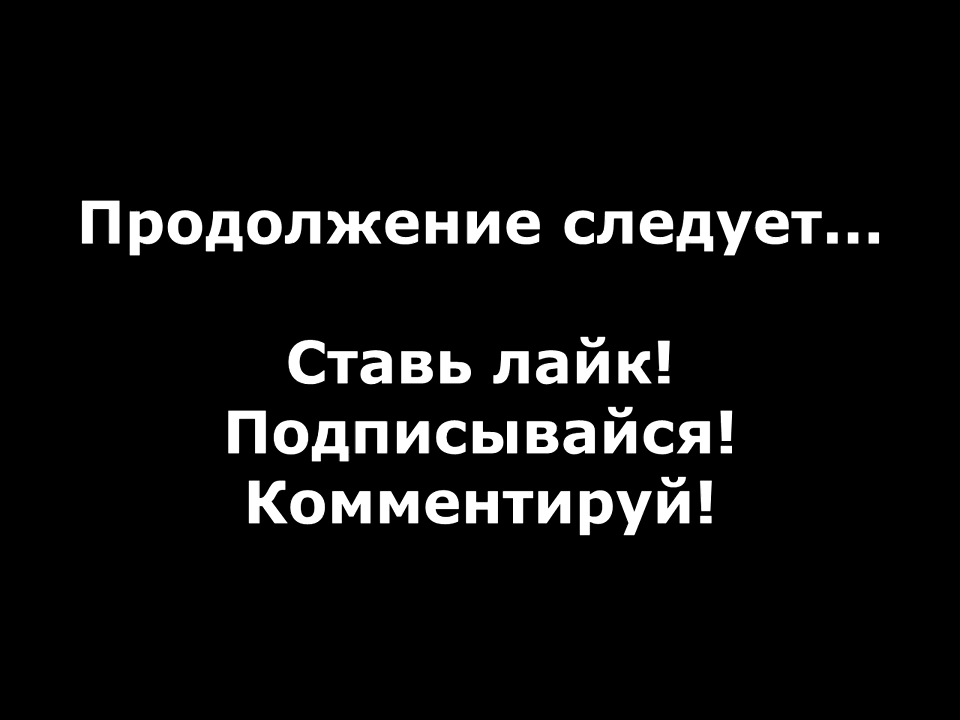 Продолжение следует...
Ставь лайк!
Подписывайся!
Комментируй!